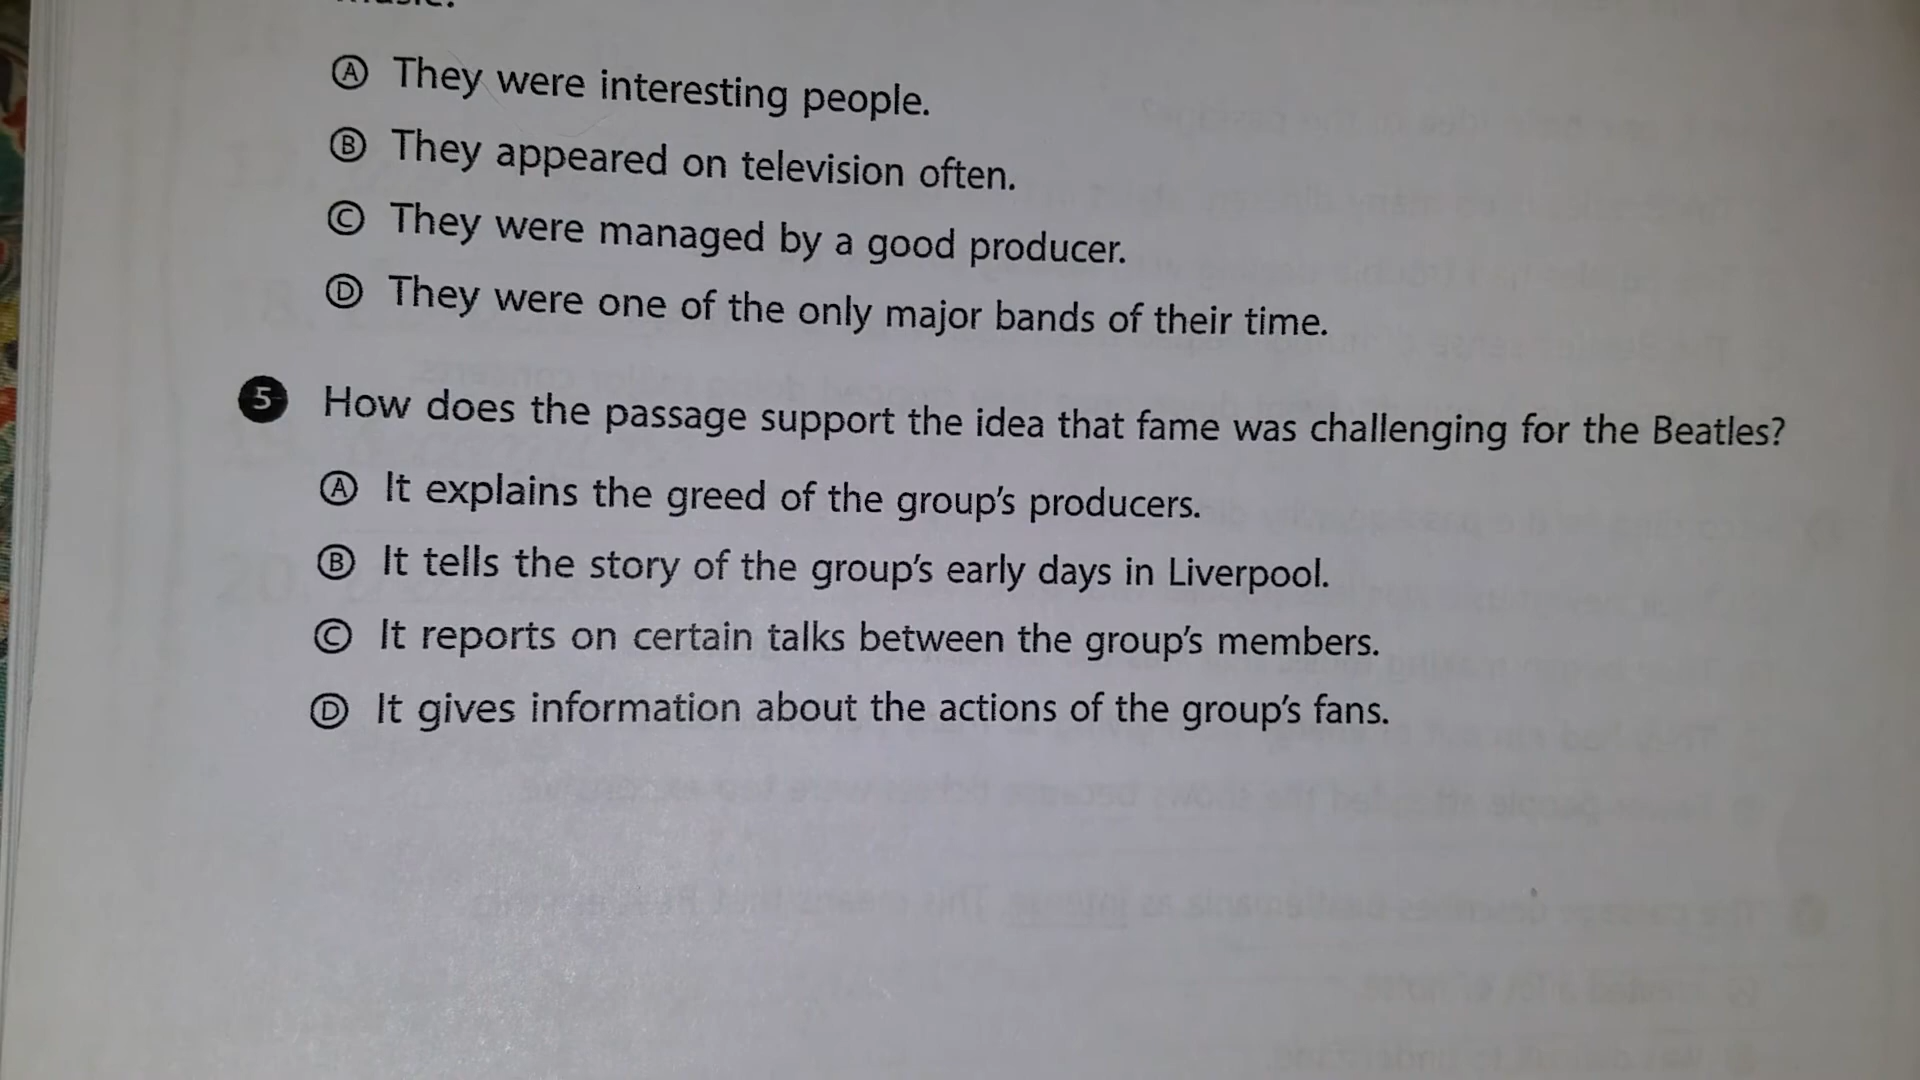 Ⓐ They were interesting people.
Ⓑ They appeared on television often.
Ⓒ They were managed by a good producer.
Ⓓ They were one of the only major bands of their time.
5 How does the passage support the idea that fame was challenging for the Beatles?
Ⓐ It explains the greed of the group's producers.
Ⓑ It tells the story of the group's early days in Liverpool.
Ⓒ It reports on certain talks between the group's members.
Ⓓ It gives information about the actions of the group's fans.